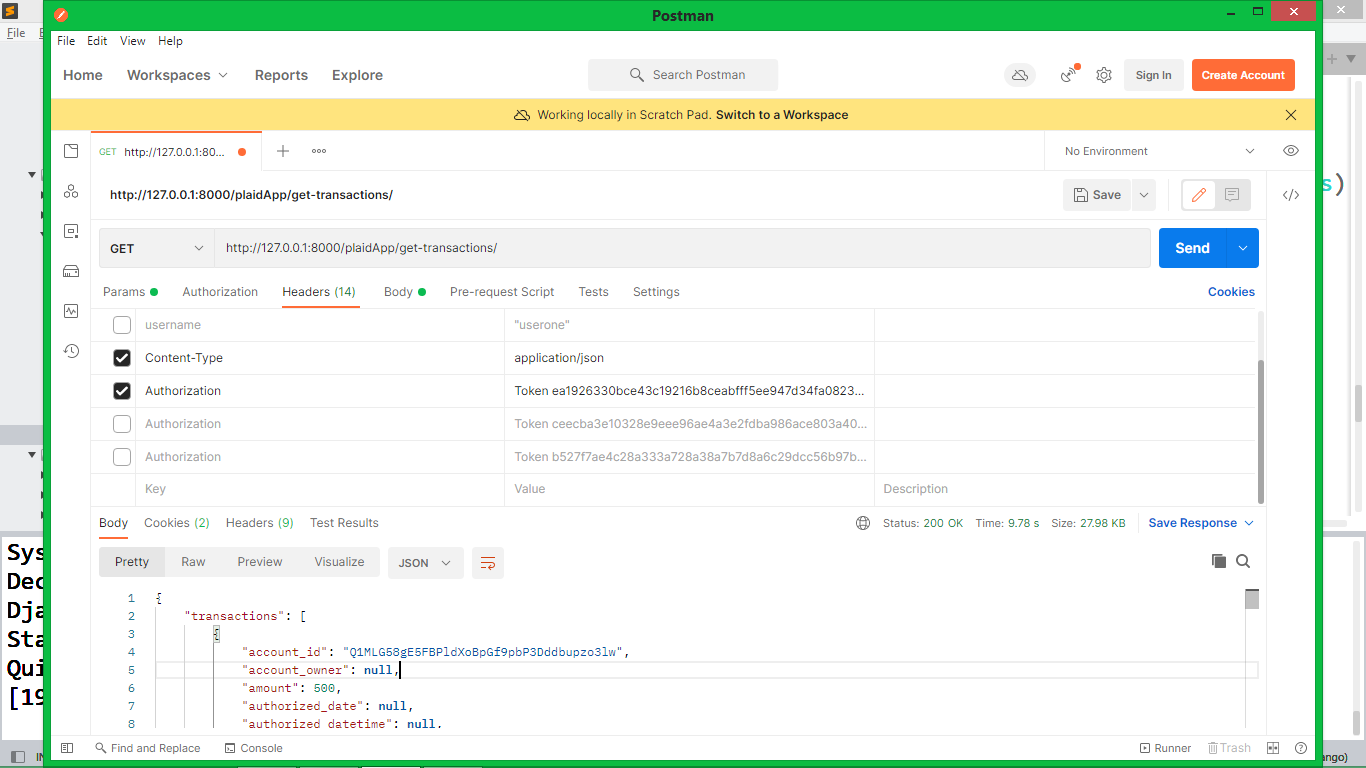 Postman
File
File Edit View Help
Home Workspaces Reports Explore
Search Postman
Sign In
Create Account
Working locally in Scratch Pad. Switch to a Workspace
GET http://127.0.0.1:80...
No Environment
http://127.0.0.1:8000/plaidApp/get-transactions/
Save
s)
GET http://127.0.0.1:8000/plaidApp/get-transactions/
Send
Params Authorization Headers (14) Body Pre-request Script Tests Settings Cookies
username "userone"
Content-Type application/json
Authorization Token ea1926330bce43c19216b8ceabfff5ee947d34fa0823...
Authorization Token ceecba3e10328e9eee96ae4a3e2fdba986ace803a40...
Authorization Token b527f7ae4c28a333a728a38a7b7d8a6c29dcc56b97b...
Key Value Description
Body Cookies (2) Headers (9) Test Results Status: 200 OK Time: 9.78 s Size: 27.98 KB Save Response
Pretty Raw Preview Visualize JSON
1 {
2 "transactions": [
3 {
4 "account_id": "Q1MLG58gE5FBPldXoBpGf9pbP3Dddbupzo3lw",
5 "account_owner": null,
6 "amount": 500,
7 "authorized_date": null,
8 "authorized_datetime": null,
Sys
Dec
Dja
Sta
Qui
[19
Find and Replace Console Runner Trash
ango)